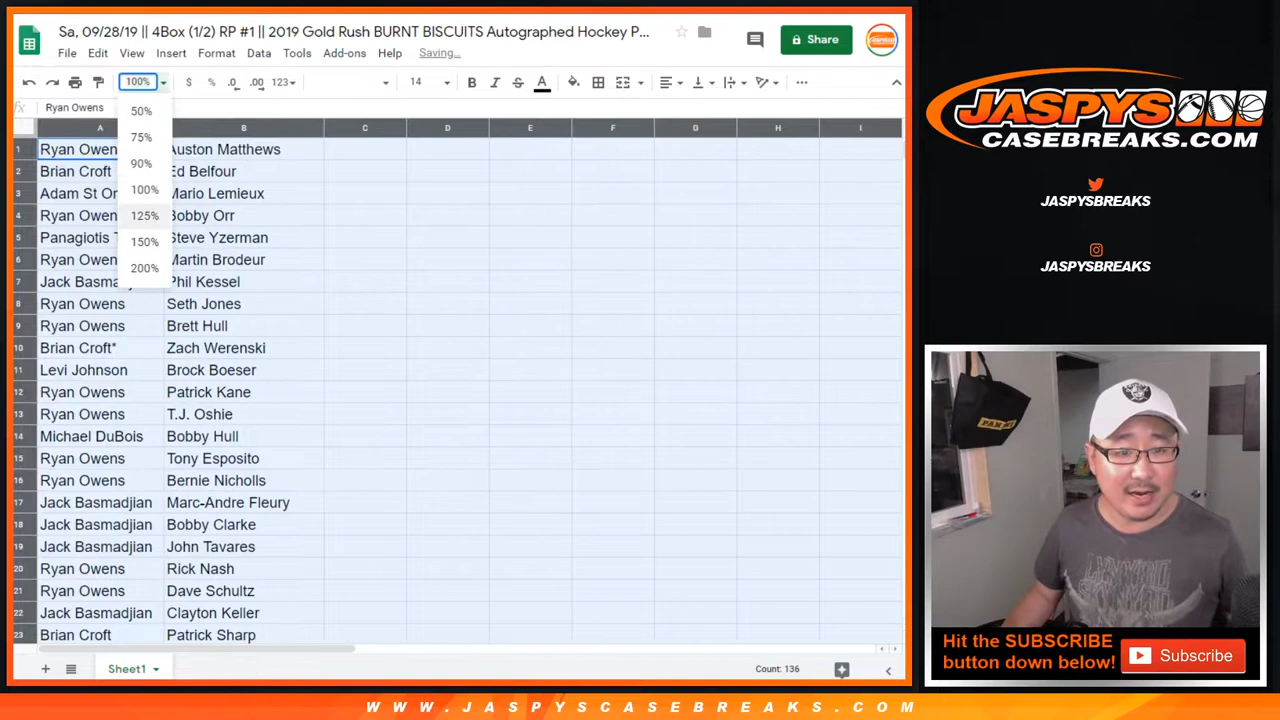 Sa, 09/28/19 || 4Box (1/2) RP #1 || 2019 Gold Rush BURNT BISCUITS Autographed Hockey P...
Share
File Edit View Insert Format Data Tools Add-ons Help Saving...
100% $ % .0 .00 123 14 B I S A
fx Ryan Owens
50%
75%
90%
100%
125%
150%
200%
A B C D E F G H I
1 Ryan Owen Auston Matthews
2 Brian Croft Ed Belfour
3 Adam St Or Mario Lemieux
4 Ryan Owen Bobby Orr
5 Panagiotis T Steve Yzerman
6 Ryan Owen Martin Brodeur
7 Jack Basma Phil Kessel
8 Ryan Owens Seth Jones
9 Ryan Owens Brett Hull
10 Brian Croft* Zach Werenski
11 Levi Johnson Brock Boeser
12 Ryan Owens Patrick Kane
13 Ryan Owens T.J. Oshie
14 Michael DuBois Bobby Hull
15 Ryan Owens Tony Esposito
16 Ryan Owens Bernie Nicholls
17 Jack Basmadjian Marc-Andre Fleury
18 Jack Basmadjian Bobby Clarke
19 Jack Basmadjian John Tavares
20 Ryan Owens Rick Nash
21 Ryan Owens Dave Schultz
22 Jack Basmadjian Clayton Keller
23 Brian Croft Patrick Sharp
Sheet1
Count: 136
JASPYS
CASEBREAKS.COM
JASPYSBREAKS
JASPYSBREAKS
PANINI
LYNYRD
SKYNYRD
Hit the SUBSCRIBE
button down below!
Subscribe
WWW.JASPYSCASEBREAKS.COM